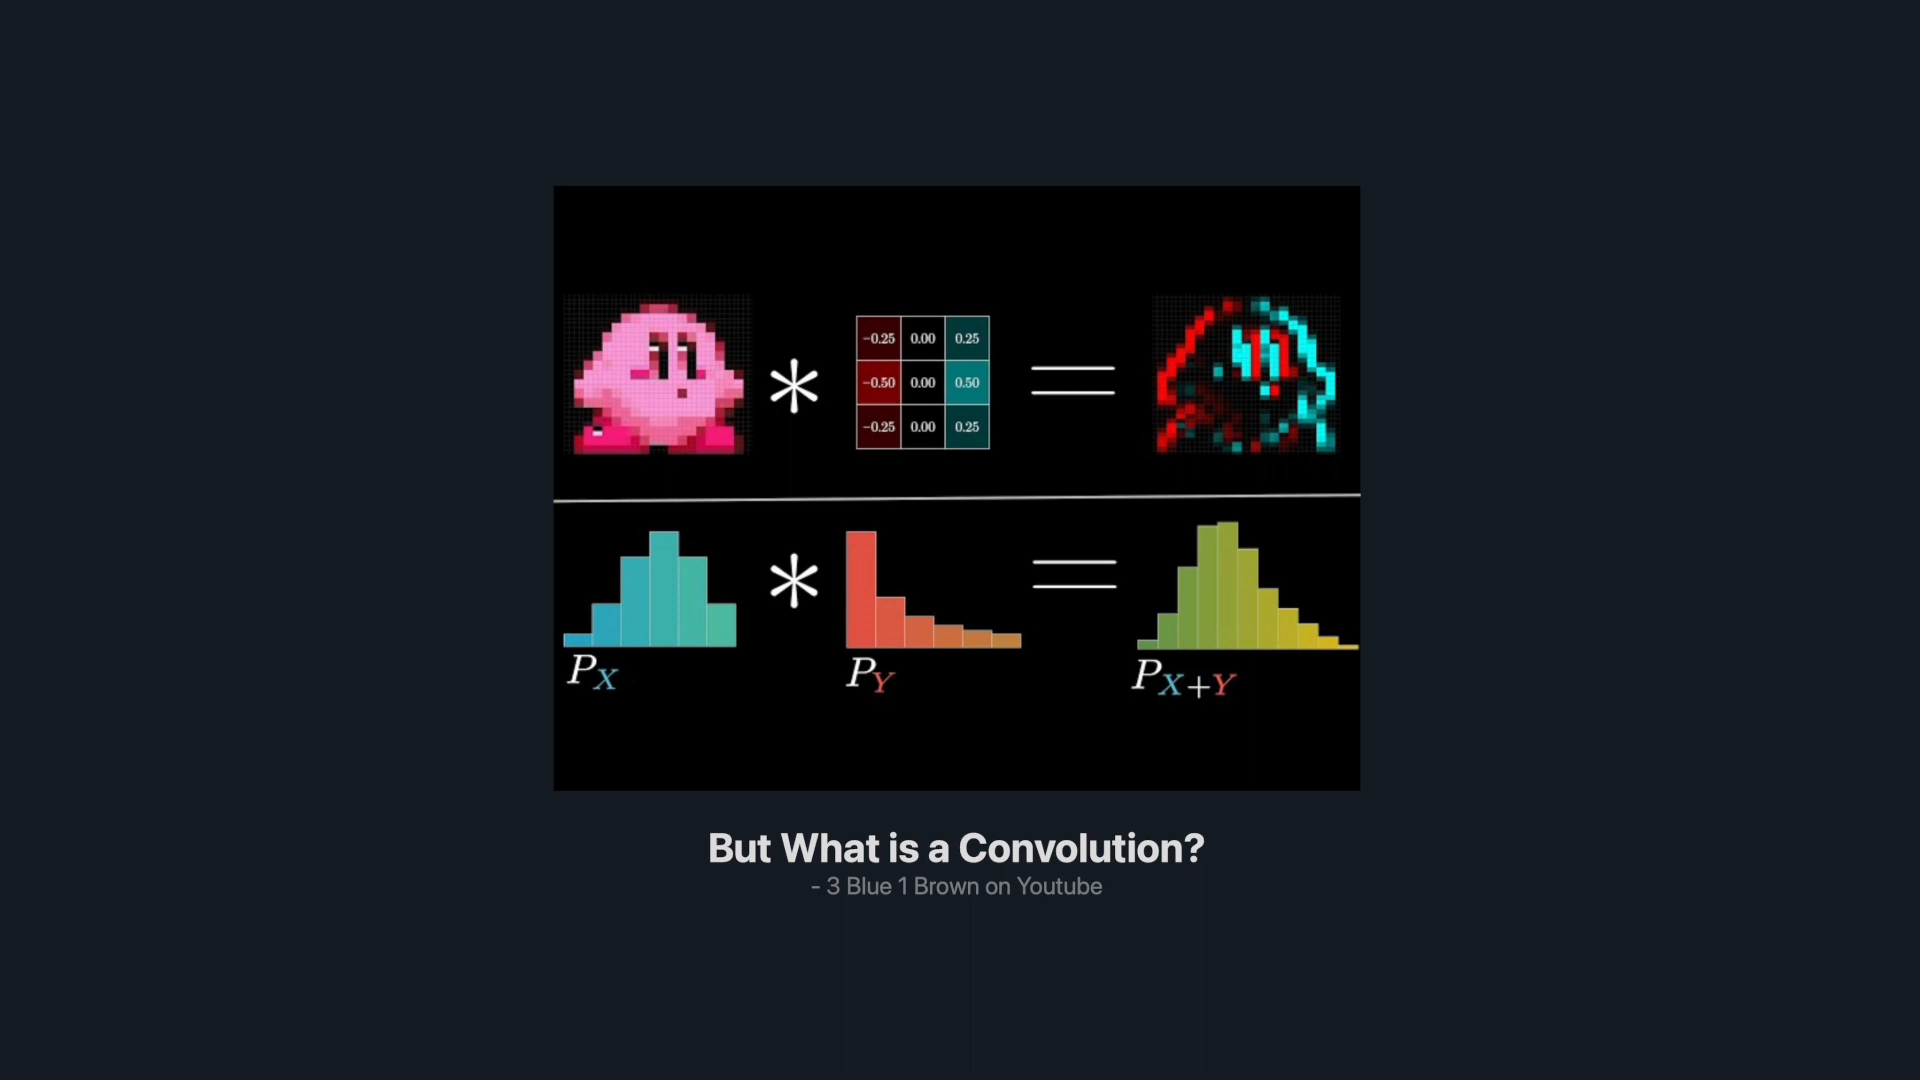 −0.25 0.00 0.25
* −0.50 0.00 0.50 =
−0.25 0.00 0.25
* =
P_X P_Y P_{X+Y}
But What is a Convolution?
- 3 Blue 1 Brown on Youtube